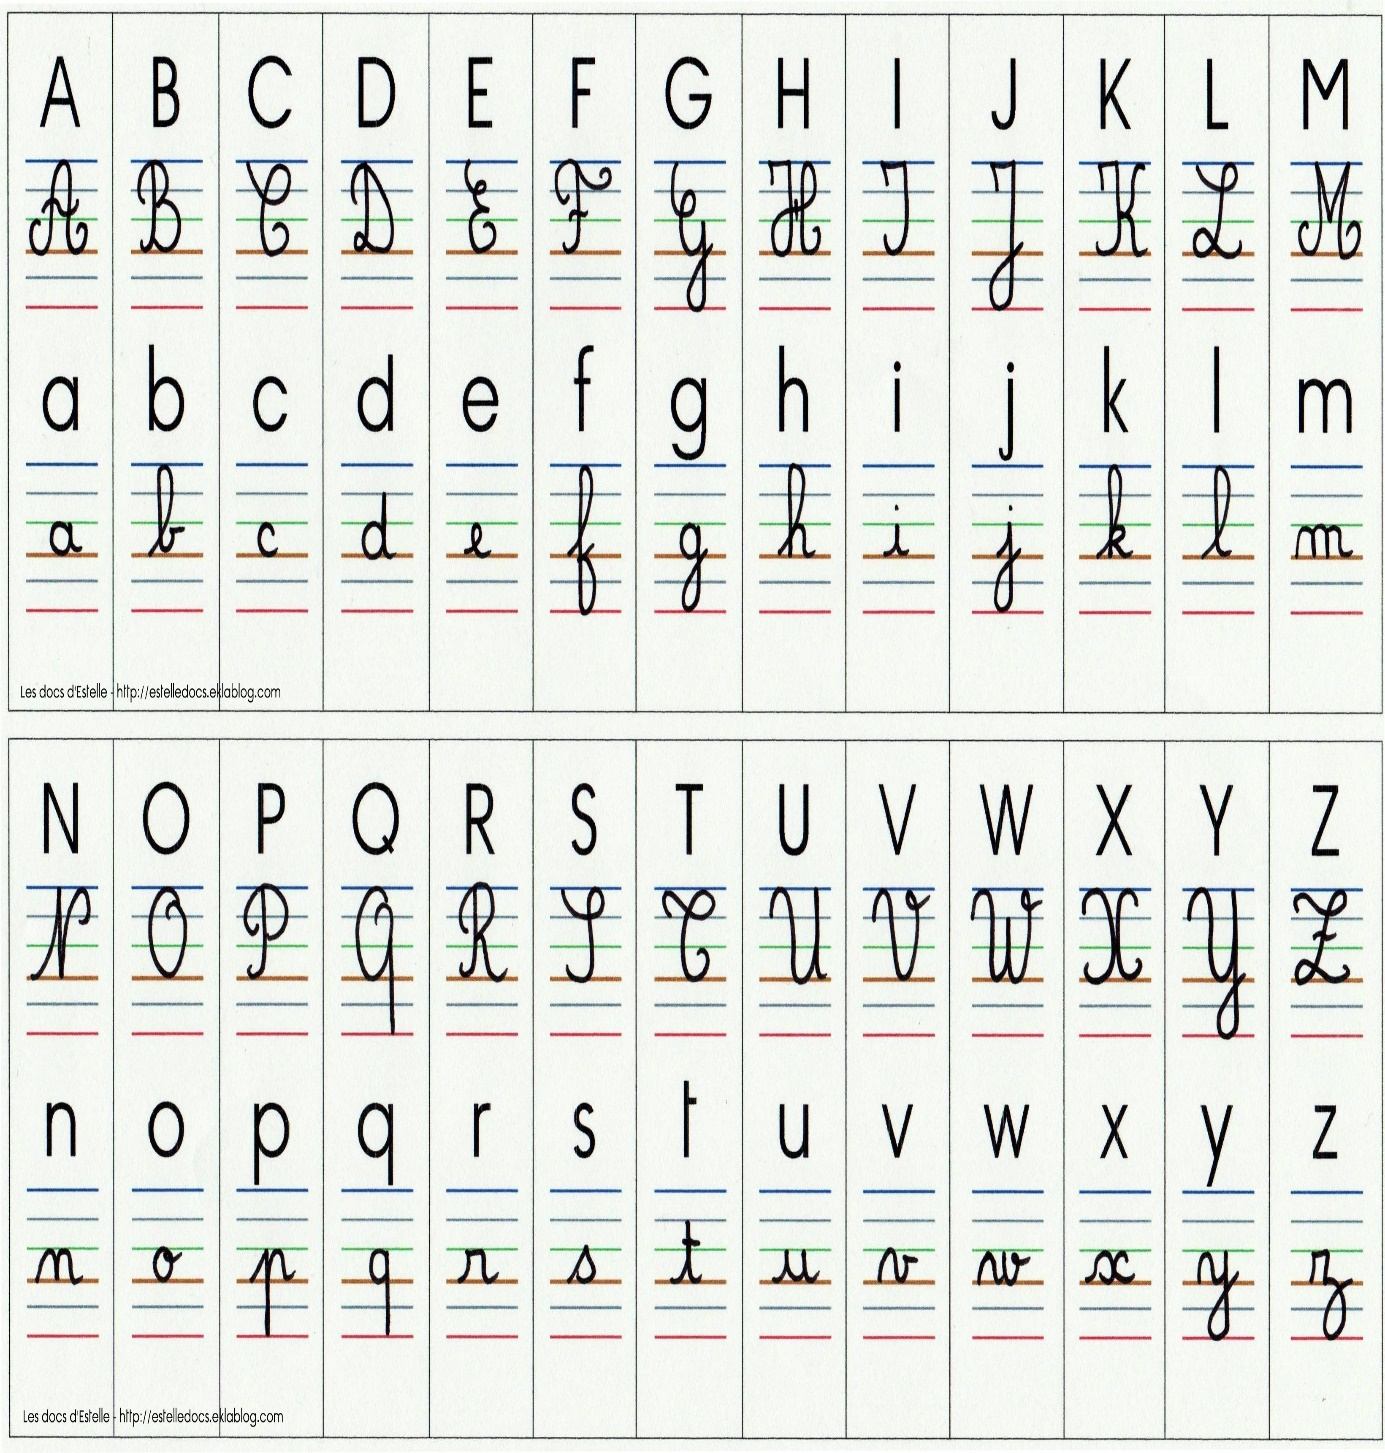 A B C D E F G H I J K L M
A B C D E F G H I J K L M
a b c d e f g h i j k l m
a b c d e f g h i j k l m
Les docs d'Estelle - http://estelledocs.eklablog.com
N O P Q R S T U V W X Y Z
N O P Q R S T U V W X Y Z
n o p q r s t u v w x y z
n o p q r s t u v w x y z
Les docs d'Estelle - http://estelledocs.eklablog.com